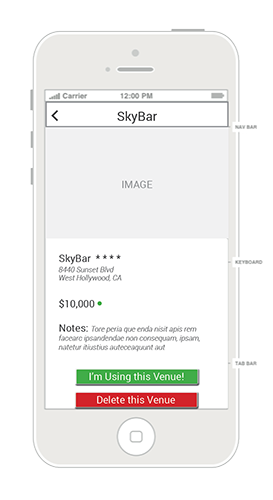 Carrier 12:00 PM
SkyBar
NAV BAR
IMAGE
SkyBar ****
8440 Sunset Blvd
West Hollywood, CA
KEYBOARD
$10,000
Notes: Tore peria que enda nisit apis rem
facearc ipsandendae non consequam, ipsam,
natetur itiustius auteceaquunt aut
TAB BAR
I'm Using this Venue!
Delete this Venue